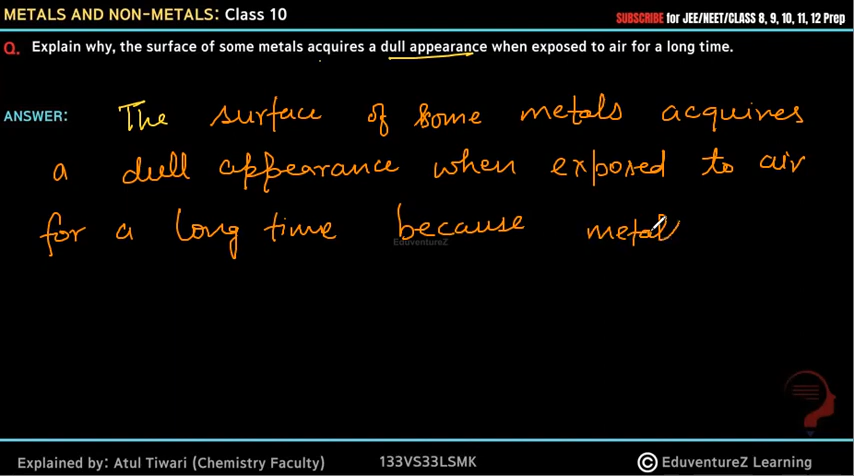 METALS AND NON-METALS: Class 10
SUBSCRIBE for JEE/NEET/CLASS 8, 9, 10, 11, 12 Prep
Q. Explain why, the surface of some metals acquires a dull appearance when exposed to air for a long time.
ANSWER: The surface of some metals acquires
a dull appearance when exposed to air
for a long time because metal
EduventureZ
Explained by: Atul Tiwari (Chemistry Faculty) 133VS33LSMK © EduventureZ Learning